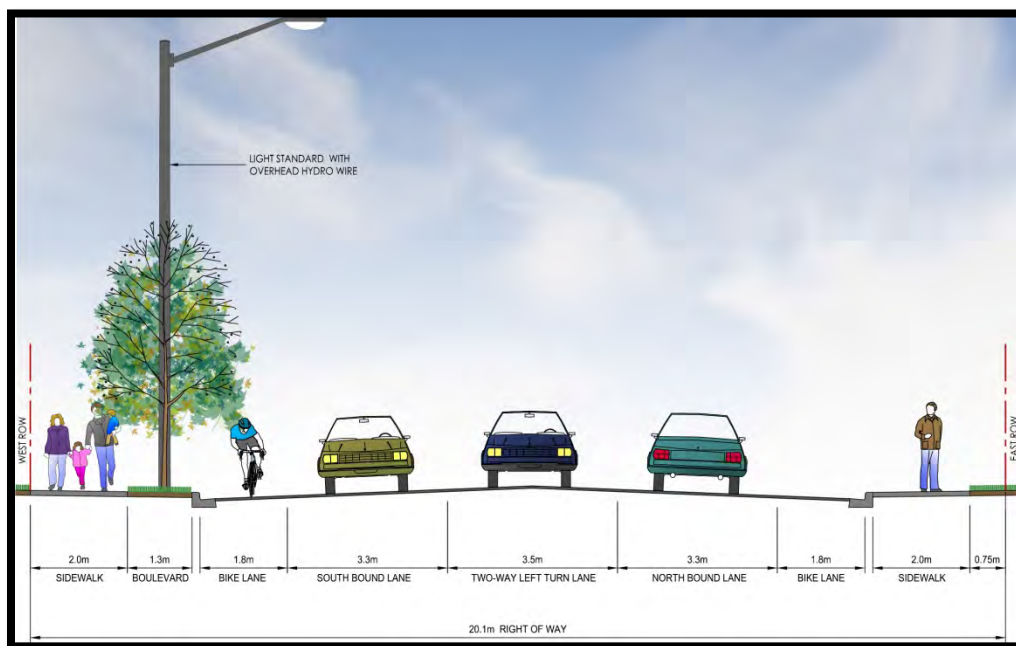 LIGHT STANDARD WITH
OVERHEAD HYDRO WIRE
WEST ROW
EAST ROW
2.0m
1.3m
1.8m
3.3m
3.5m
3.3m
1.8m
2.0m
0.75m
SIDEWALK
BOULEVARD
BIKE LANE
SOUTH BOUND LANE
TWO-WAY LEFT TURN LANE
NORTH BOUND LANE
BIKE LANE
SIDEWALK
20.1m RIGHT OF WAY